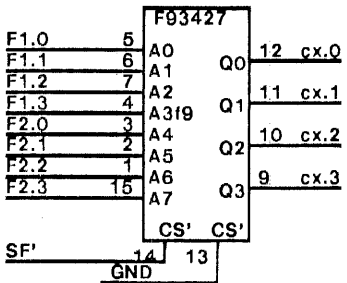 F93427
F1.0 5 A0
F1.1 6 A1
F1.2 7 A2
F1.3 4 A3f9
F2.0 3 A4
F2.1 2 A5
F2.2 1 A6
F2.3 15 A7
Q0 12 cx.0
Q1 11 cx.1
Q2 10 cx.2
Q3 9 cx.3
CS' CS'
SF' 14 13
GND